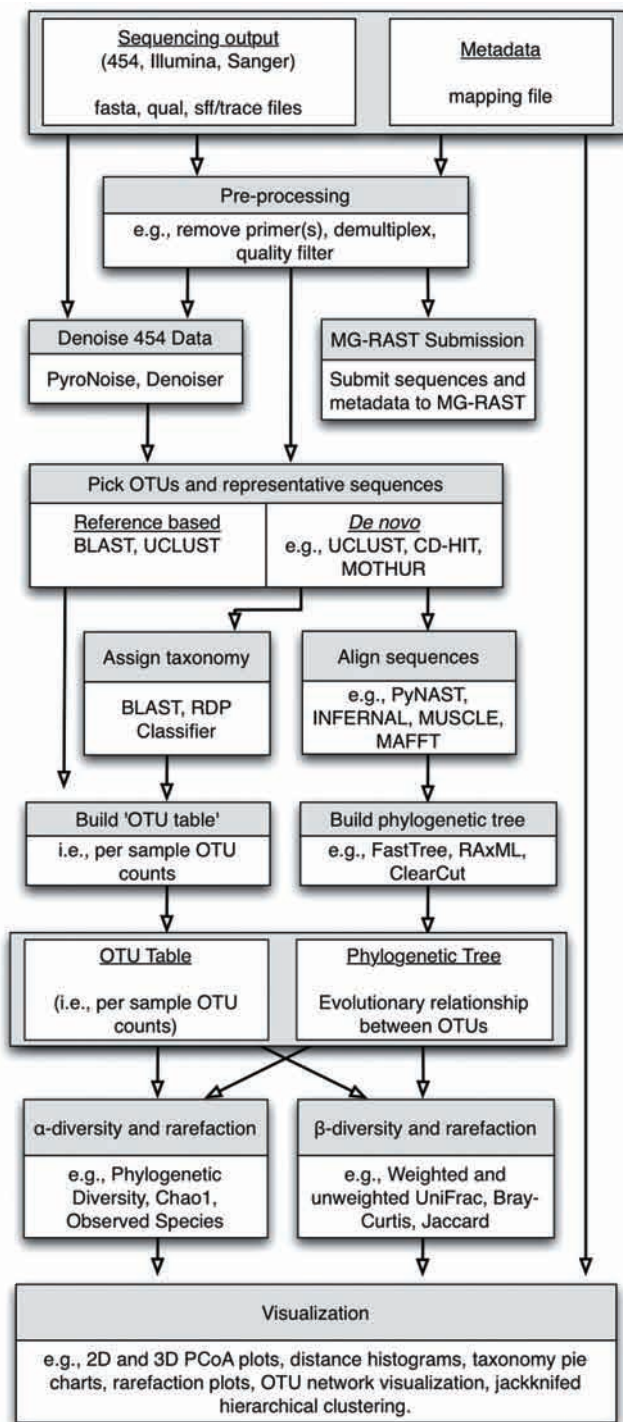 Sequencing output
(454, Illumina, Sanger)
fasta, qual, sff/trace files
Metadata
mapping file
Pre-processing
e.g., remove primer(s), demultiplex,
quality filter
Denoise 454 Data
PyroNoise, Denoiser
MG-RAST Submission
Submit sequences and
metadata to MG-RAST
Pick OTUs and representative sequences
Reference based
BLAST, UCLUST
De novo
e.g., UCLUST, CD-HIT,
MOTHUR
Assign taxonomy
BLAST, RDP
Classifier
Align sequences
e.g., PyNAST,
INFERNAL, MUSCLE,
MAFFT
Build 'OTU table'
i.e., per sample OTU
counts
Build phylogenetic tree
e.g., FastTree, RAxML,
ClearCut
OTU Table
(i.e., per sample OTU
counts)
Phylogenetic Tree
Evolutionary relationship
between OTUs
α-diversity and rarefaction
e.g., Phylogenetic
Diversity, Chao1,
Observed Species
β-diversity and rarefaction
e.g., Weighted and
unweighted UniFrac, Bray-
Curtis, Jaccard
Visualization
e.g., 2D and 3D PCoA plots, distance histograms, taxonomy pie
charts, rarefaction plots, OTU network visualization, jackknifed
hierarchical clustering.